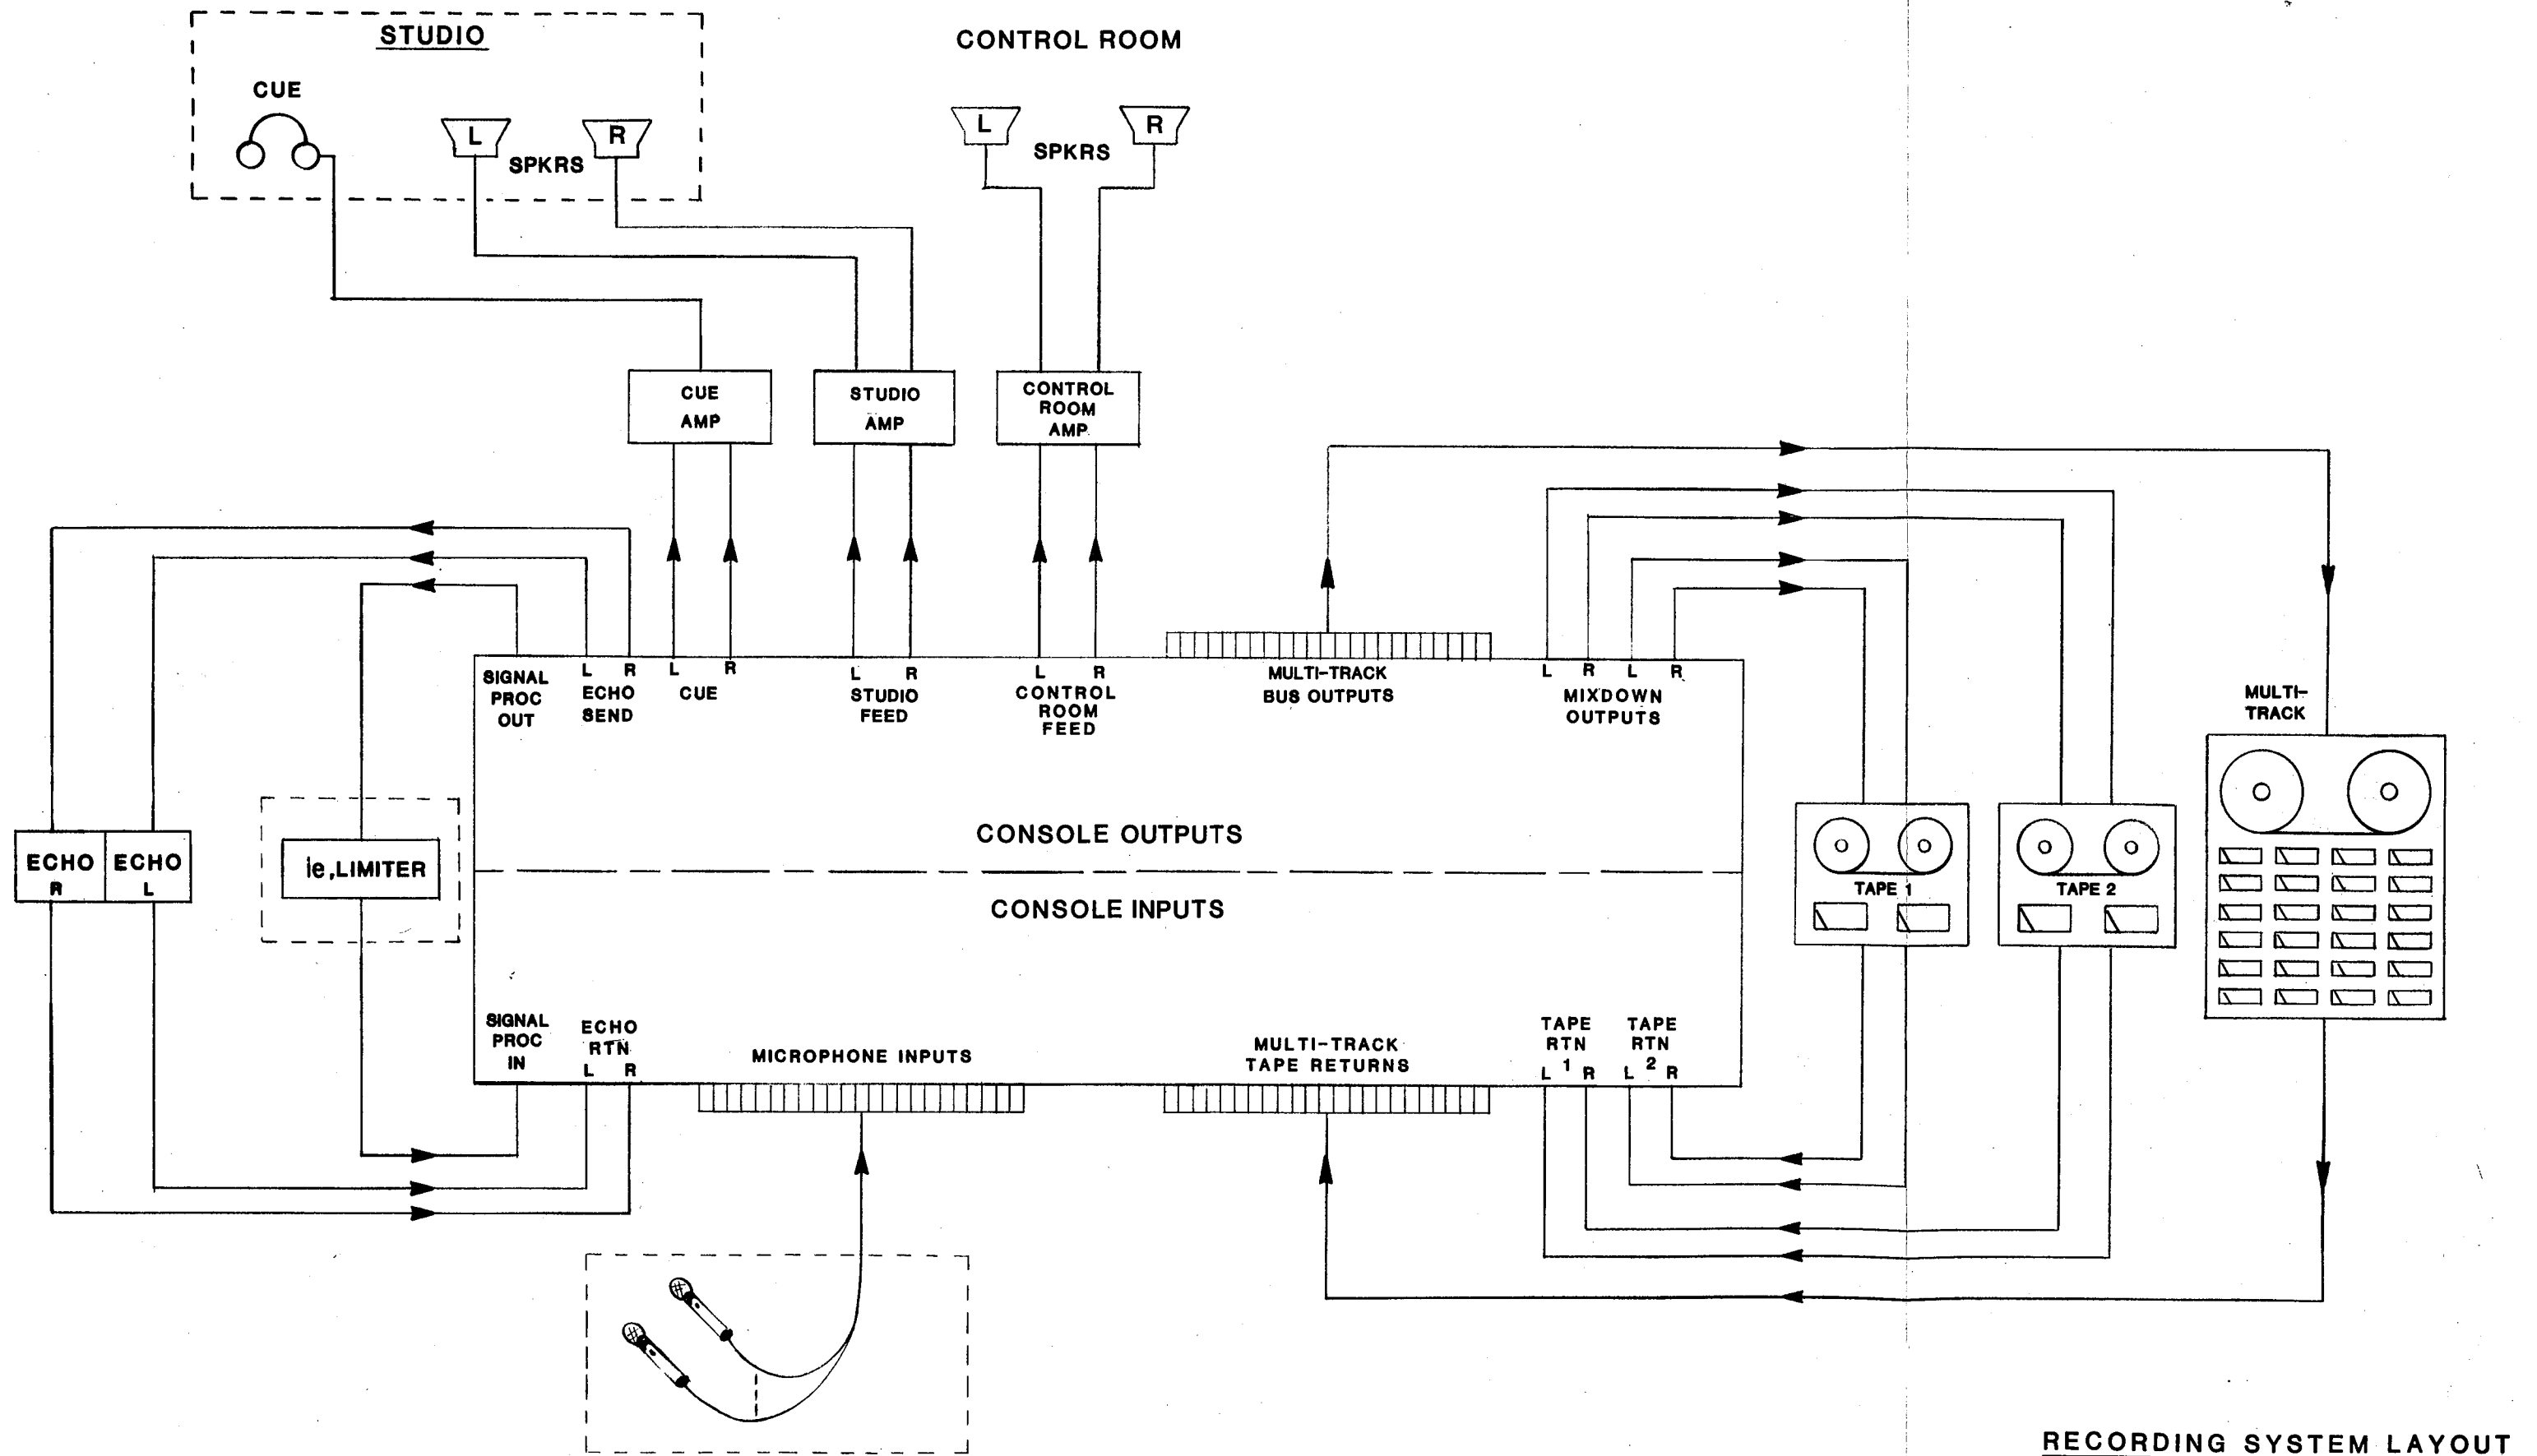 STUDIO
CONTROL ROOM
CUE
L
R
SPKRS
L
R
SPKRS
CUE
AMP
STUDIO
AMP
CONTROL
ROOM
AMP
SIGNAL
PROC
OUT
L R
ECHO
SEND
L R
CUE
L R
STUDIO
FEED
L R
CONTROL
ROOM
FEED
MULTI-TRACK
BUS OUTPUTS
L R L R
MIXDOWN
OUTPUTS
MULTI-
TRACK
CONSOLE OUTPUTS
ECHO
R
ECHO
L
ie,LIMITER
TAPE 1
TAPE 2
CONSOLE INPUTS
SIGNAL
PROC
IN
ECHO
RTN
L R
MICROPHONE INPUTS
MULTI-TRACK
TAPE RETURNS
TAPE
RTN
L 1 R
TAPE
RTN
L 2 R
RECORDING SYSTEM LAYOUT